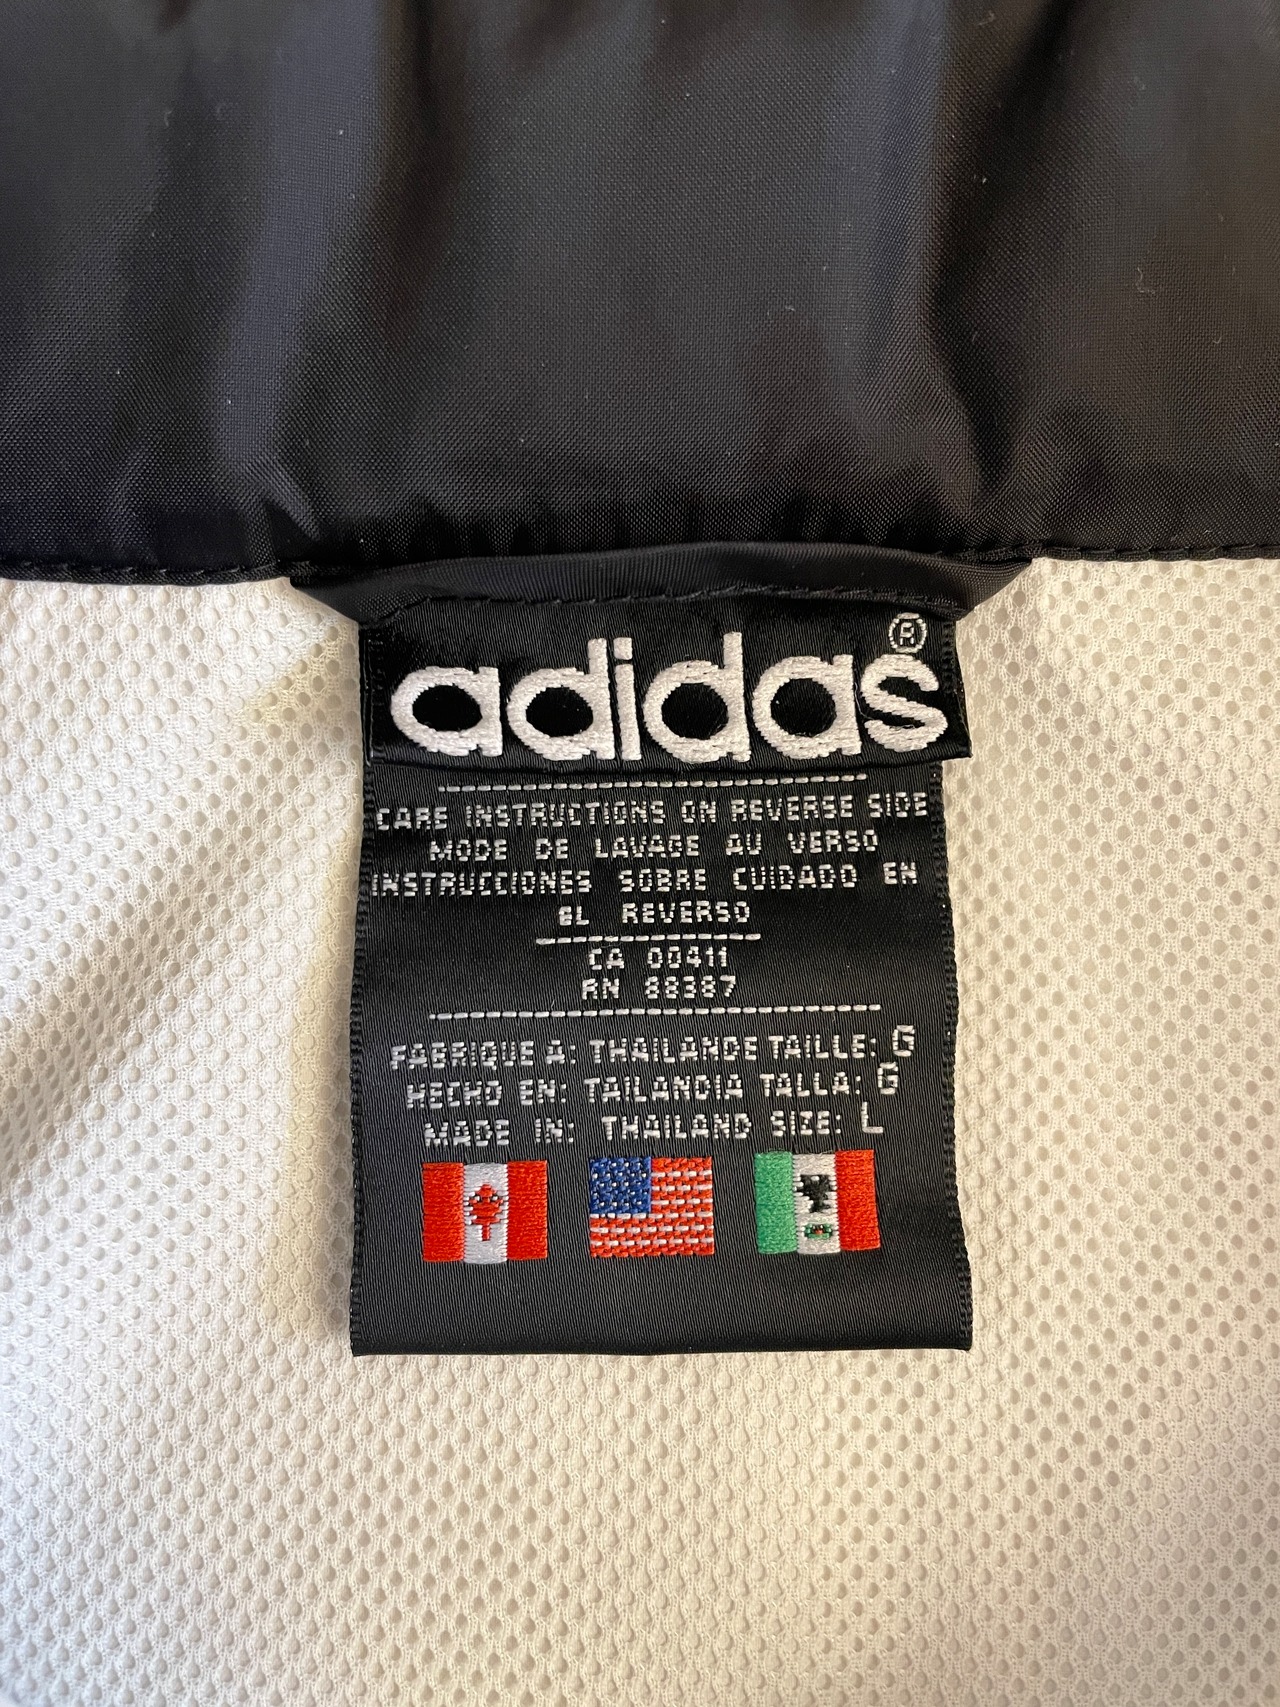 adidas®
CARE INSTRUCTIONS ON REVERSE SIDE
MODE DE LAVAGE AU VERSO
INSTRUCCIONES SOBRE CUIDADO EN
EL REVERSO
CA 00411
RN 88387
FABRIQUE A: THAILANDE TAILLE: G
HECHO EN: TAILANDIA TALLA: G
MADE IN: THAILAND SIZE: L